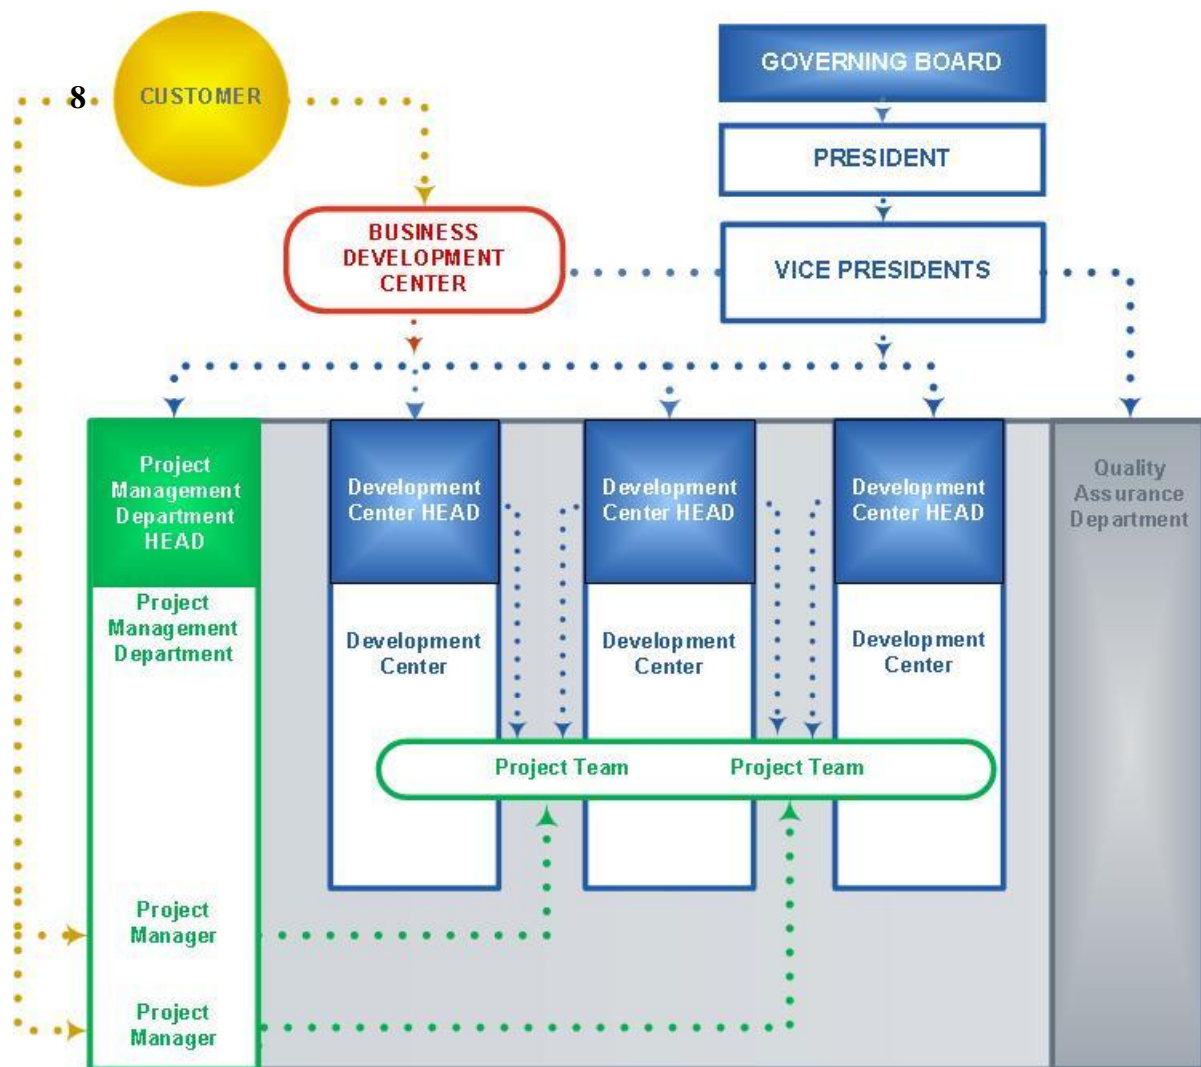 8
CUSTOMER
GOVERNING BOARD
PRESIDENT
BUSINESS
DEVELOPMENT
CENTER
VICE PRESIDENTS
Project
Management
Department
HEAD
Development
Center HEAD
Development
Center HEAD
Development
Center HEAD
Quality
Assurance
Department
Project
Management
Department
Development
Center
Development
Center
Development
Center
Project Team
Project Team
Project
Manager
Project
Manager